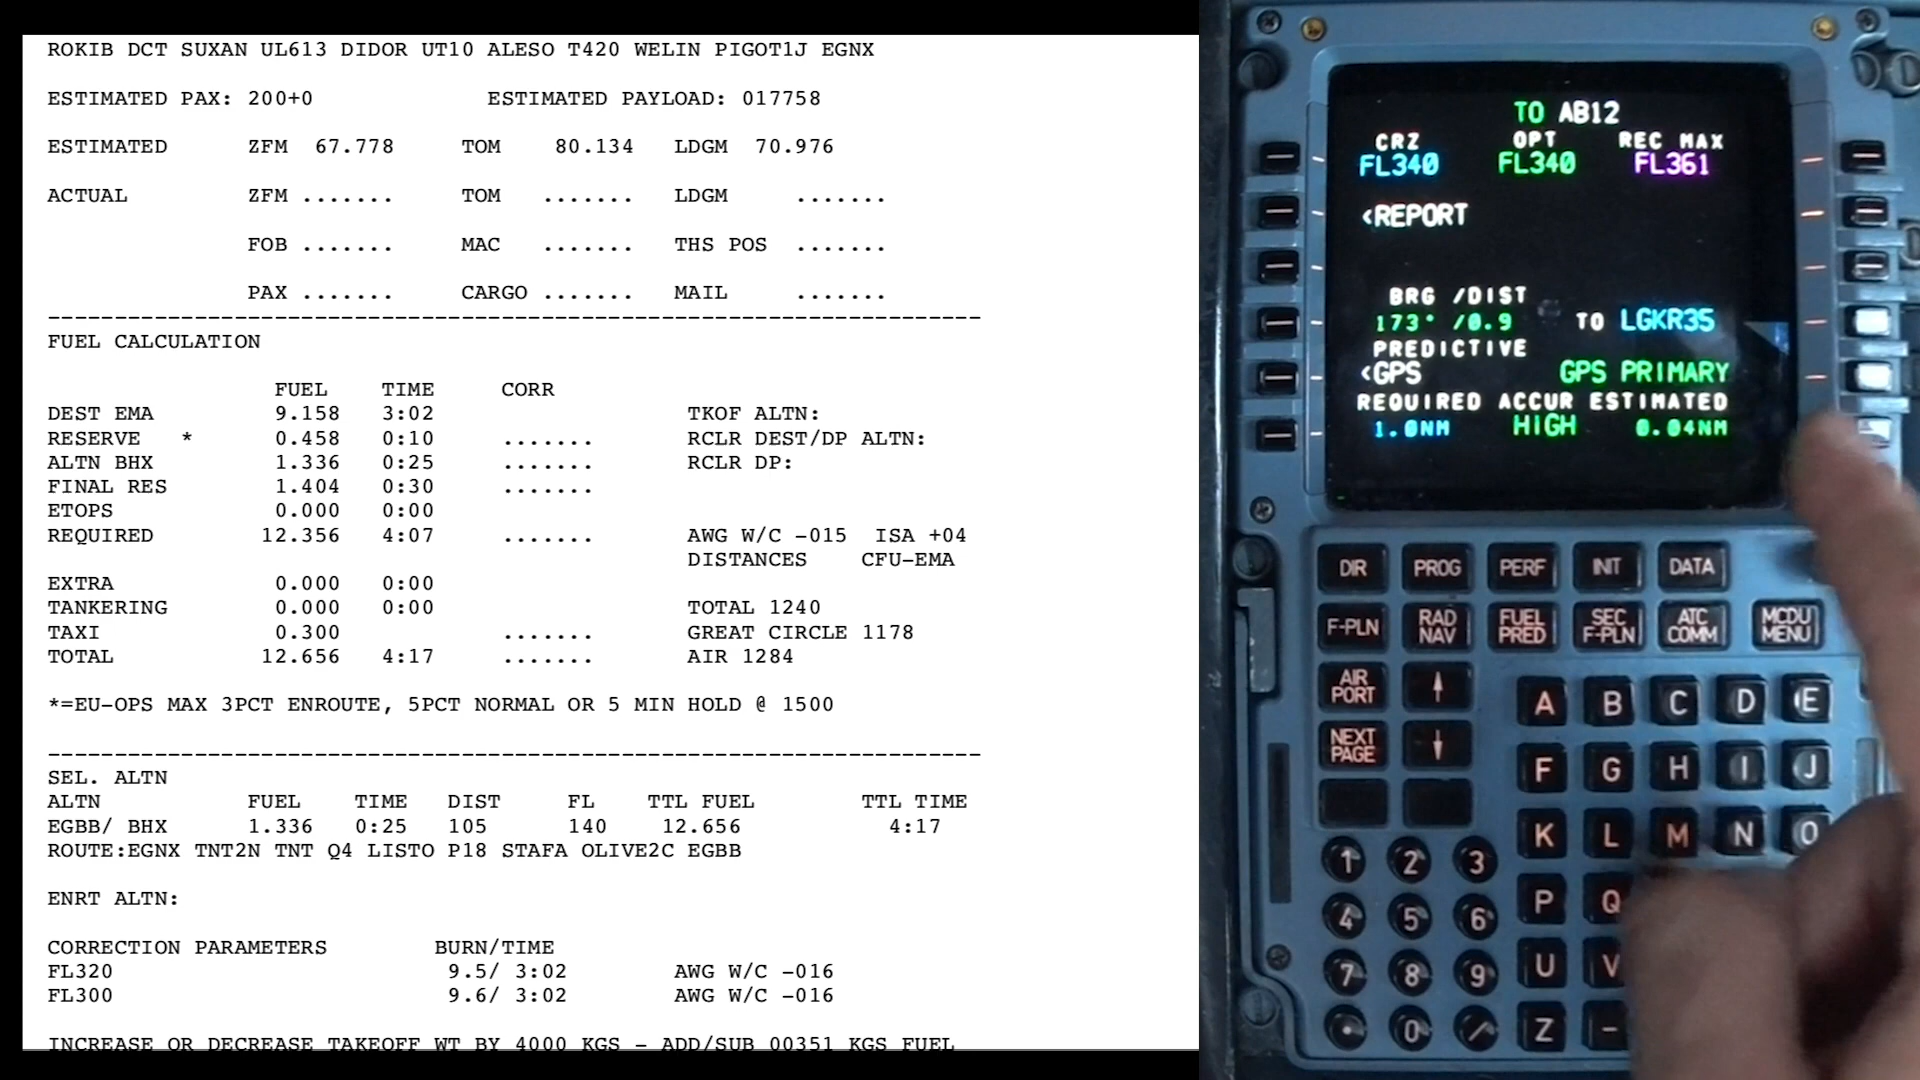 ROKIB DCT SUXAN UL613 DIDOR UT10 ALESO T420 WELIN PIGOT1J EGNX
ESTIMATED PAX: 200+0 ESTIMATED PAYLOAD: 017758
ESTIMATED ZFM 67.778 TOM 80.134 LDGM 70.976
ACTUAL ZFM ....... TOM ....... LDGM .......
FOB ....... MAC ....... THS POS .......
PAX ....... CARGO ....... MAIL .......
----------------------------------------------------------------------
FUEL CALCULATION
FUEL TIME CORR
DEST EMA 9.158 3:02 TKOF ALTN:
RESERVE * 0.458 0:10 ....... RCLR DEST/DP ALTN:
ALTN BHX 1.336 0:25 ....... RCLR DP:
FINAL RES 1.404 0:30 .......
ETOPS 0.000 0:00
REQUIRED 12.356 4:07 ....... AWG W/C -015 ISA +04
DISTANCES CFU-EMA
EXTRA 0.000 0:00
TANKERING 0.000 0:00 TOTAL 1240
TAXI 0.300 ....... GREAT CIRCLE 1178
TOTAL 12.656 4:17 ....... AIR 1284
*=EU-OPS MAX 3PCT ENROUTE, 5PCT NORMAL OR 5 MIN HOLD @ 1500
----------------------------------------------------------------------
SEL. ALTN
ALTN FUEL TIME DIST FL TTL FUEL TTL TIME
EGBB/ BHX 1.336 0:25 105 140 12.656 4:17
ROUTE:EGNX TNT2N TNT Q4 LISTO P18 STAFA OLIVE2C EGBB
ENRT ALTN:
CORRECTION PARAMETERS BURN/TIME
FL320 9.5/ 3:02 AWG W/C -016
FL300 9.6/ 3:02 AWG W/C -016
INCREASE OR DECREASE TAKEOFF WT BY 4000 KGS - ADD/SUB 00351 KGS FUEL
TO AB12
CRZ OPT REC MAX
FL340 FL340 FL361
<REPORT
BRG /DIST
173° /0.9 TO LGKR35
PREDICTIVE
<GPS GPS PRIMARY
REQUIRED ACCUR ESTIMATED
1.0NM HIGH 0.04NM
DIR PROG PERF INIT DATA
F-PLN RAD NAV FUEL PRED SEC F-PLN ATC COMM MCDU MENU
AIR PORT ↑
NEXT PAGE ↓
A B C D E
F G H I J
K L M N O
P Q
U V
Z -
1 2 3
4 5 6
7 8 9
. 0 /